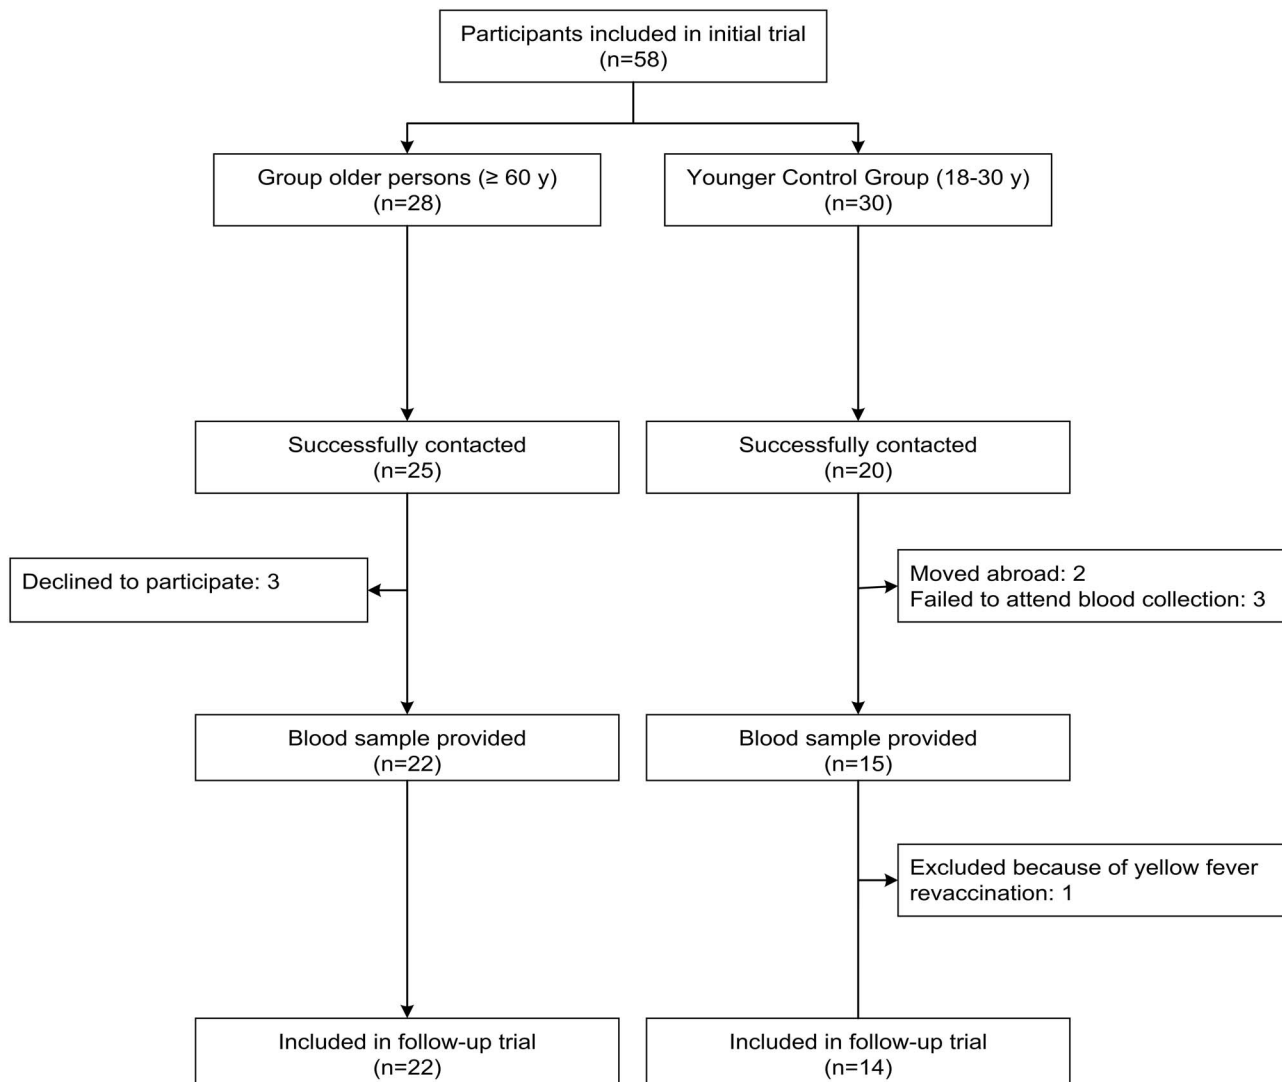 Participants included in initial trial
(n=58)
Group older persons (≥ 60 y)
(n=28)
Younger Control Group (18-30 y)
(n=30)
Successfully contacted
(n=25)
Successfully contacted
(n=20)
Declined to participate: 3
Moved abroad: 2
Failed to attend blood collection: 3
Blood sample provided
(n=22)
Blood sample provided
(n=15)
Excluded because of yellow fever
revaccination: 1
Included in follow-up trial
(n=22)
Included in follow-up trial
(n=14)